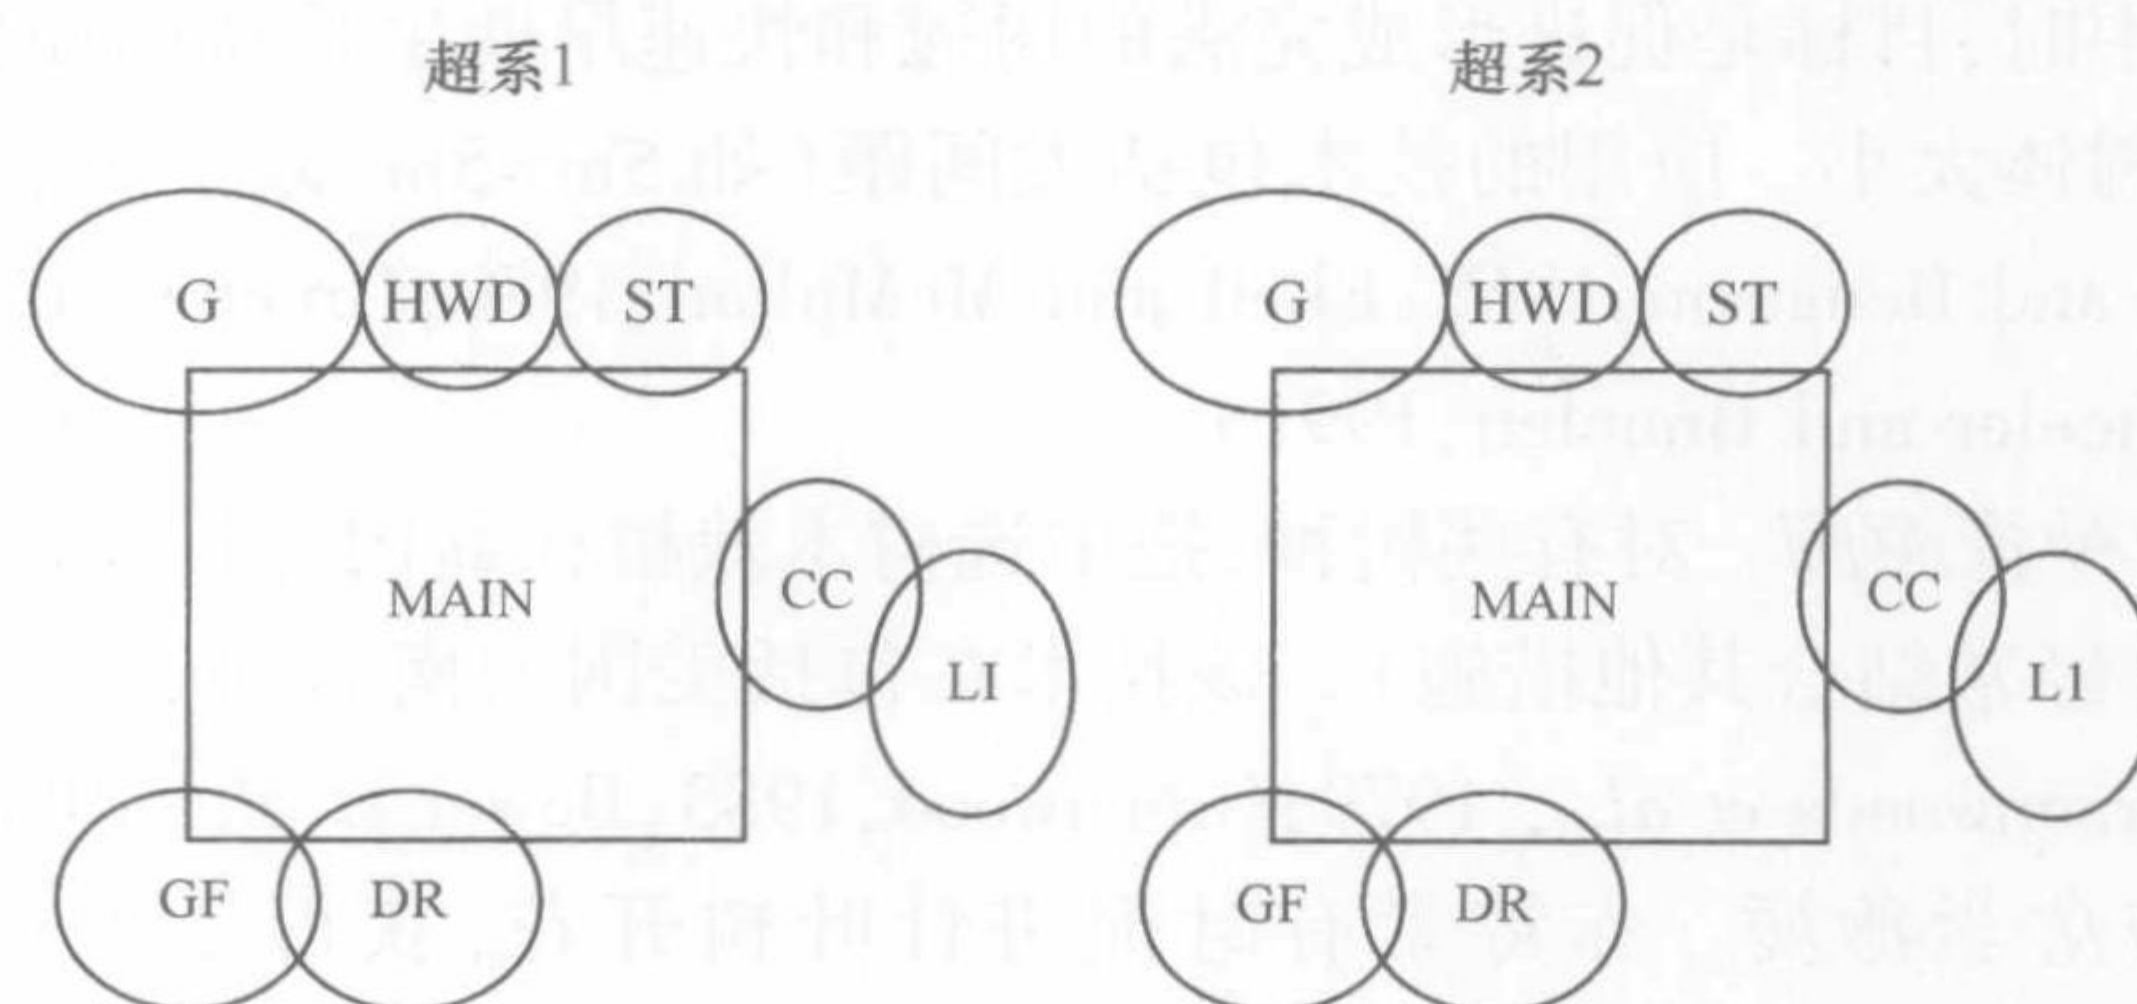 超系1 超系2
G HWD ST G HWD ST
MAIN CC MAIN CC
LI L1
GF DR GF DR